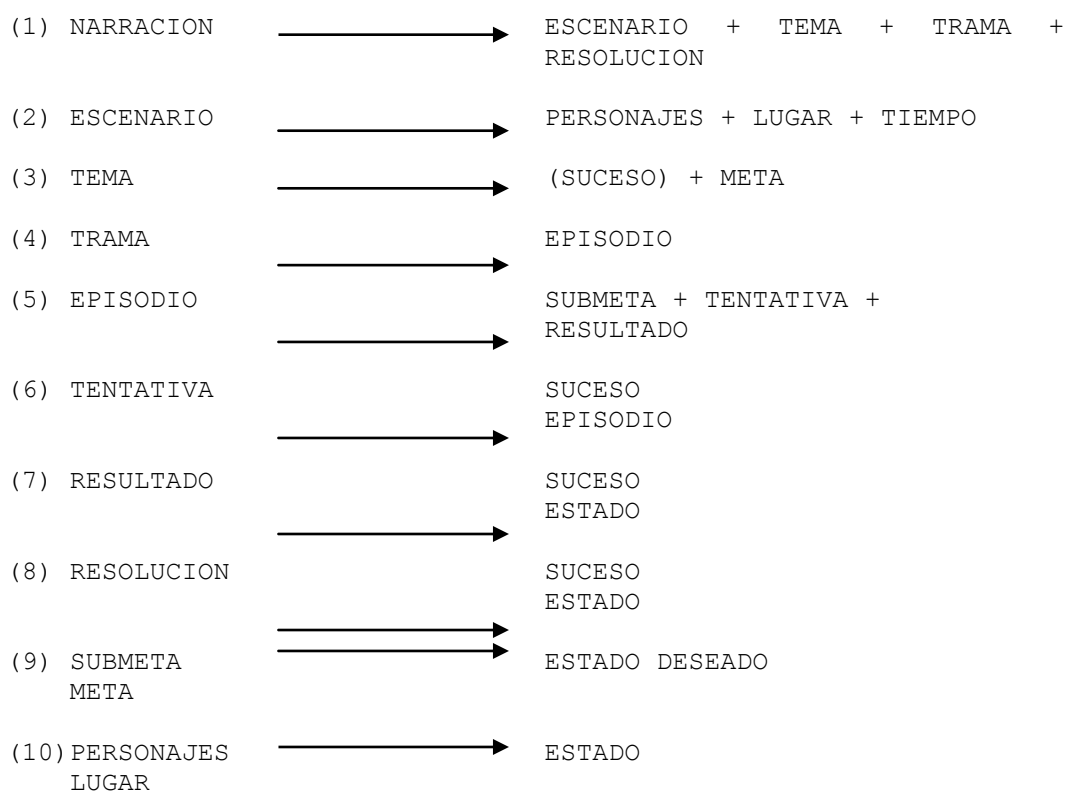 (1) NARRACION ESCENARIO + TEMA + TRAMA +
RESOLUCION
(2) ESCENARIO PERSONAJES + LUGAR + TIEMPO
(3) TEMA (SUCESO) + META
(4) TRAMA EPISODIO
(5) EPISODIO SUBMETA + TENTATIVA +
RESULTADO
(6) TENTATIVA SUCESO
EPISODIO
(7) RESULTADO SUCESO
ESTADO
(8) RESOLUCION SUCESO
ESTADO
(9) SUBMETA ESTADO DESEADO
META
(10) PERSONAJES ESTADO
LUGAR